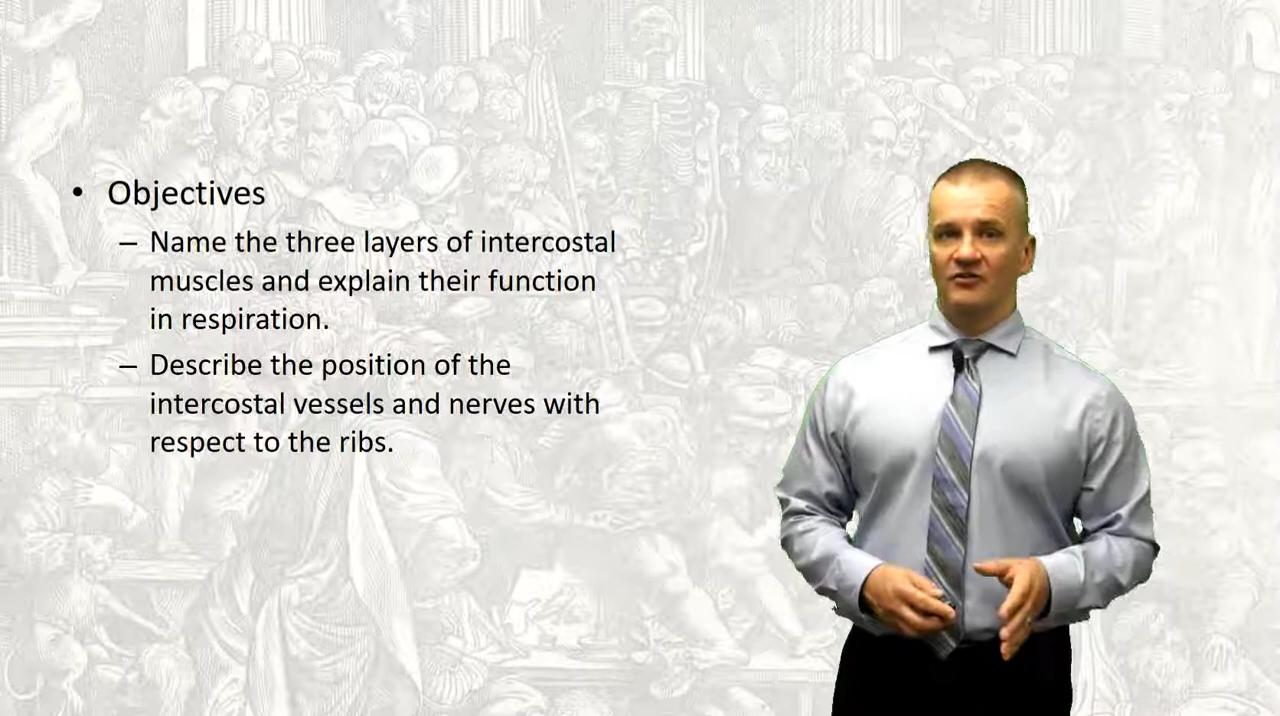 • Objectives
– Name the three layers of intercostal
muscles and explain their function
in respiration.
– Describe the position of the
intercostal vessels and nerves with
respect to the ribs.